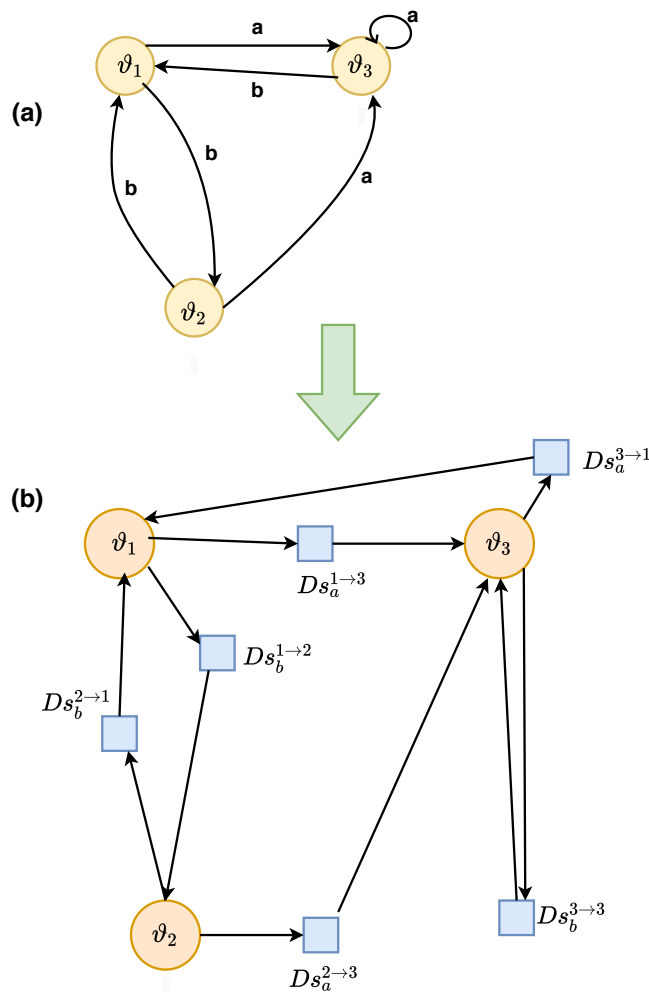 a
a
ϑ₁
ϑ₃
b
(a)
b
b
a
ϑ₂
Ds_a^{3→1}
(b)
ϑ₁
ϑ₃
Ds_a^{1→3}
Ds_b^{1→2}
Ds_b^{2→1}
Ds_b^{3→3}
ϑ₂
Ds_a^{2→3}